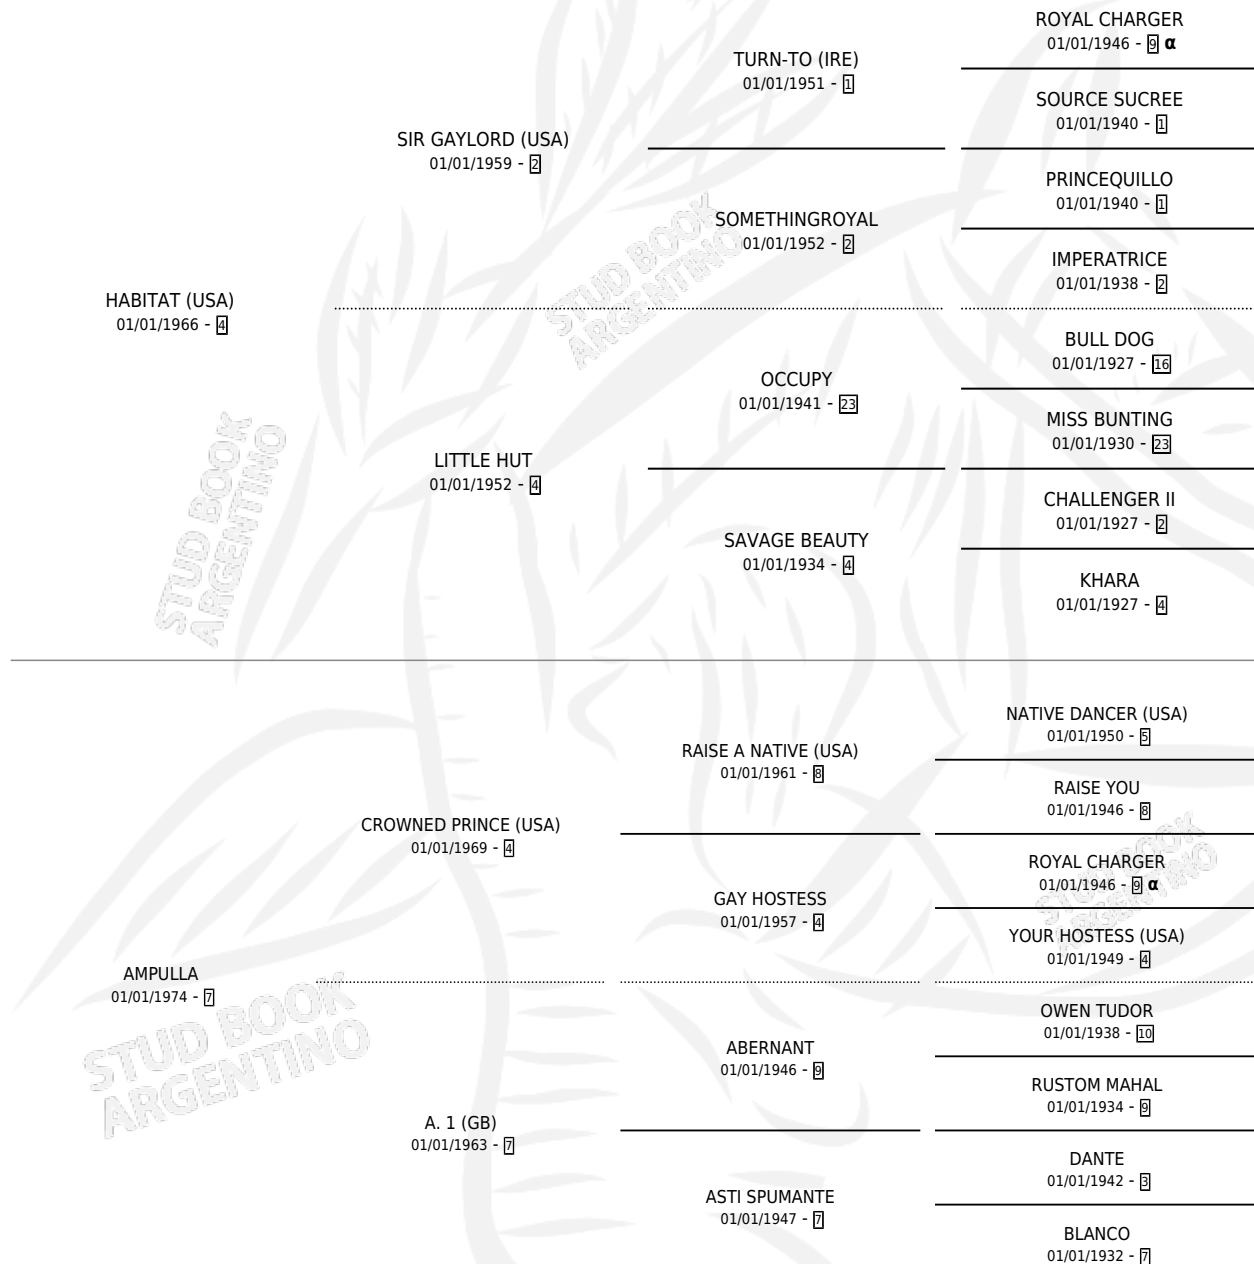 ROYAL CHARGER
01/01/1946 - 9 α
TURN-TO (IRE)
01/01/1951 - 1
SOURCE SUCREE
01/01/1940 - 1
SIR GAYLORD (USA)
01/01/1959 - 2
PRINCEQUILLO
01/01/1940 - 1
SOMETHINGROYAL
01/01/1952 - 2
IMPERATRICE
01/01/1938 - 2
HABITAT (USA)
01/01/1966 - 4
BULL DOG
01/01/1927 - 16
OCCUPY
01/01/1941 - 23
MISS BUNTING
01/01/1930 - 23
LITTLE HUT
01/01/1952 - 4
CHALLENGER II
01/01/1927 - 2
SAVAGE BEAUTY
01/01/1934 - 4
KHARA
01/01/1927 - 4
NATIVE DANCER (USA)
01/01/1950 - 5
RAISE A NATIVE (USA)
01/01/1961 - 8
RAISE YOU
01/01/1946 - 8
CROWNED PRINCE (USA)
01/01/1969 - 4
ROYAL CHARGER
01/01/1946 - 9 α
GAY HOSTESS
01/01/1957 - 4
YOUR HOSTESS (USA)
01/01/1949 - 4
AMPULLA
01/01/1974 - 7
OWEN TUDOR
01/01/1938 - 10
ABERNANT
01/01/1946 - 9
RUSTOM MAHAL
01/01/1934 - 9
A. 1 (GB)
01/01/1963 - 7
DANTE
01/01/1942 - 3
ASTI SPUMANTE
01/01/1947 - 7
BLANCO
01/01/1932 - 7
STUD BOOK
ARGENTINO
STUD BOOK
ARGENTINO
STUD BOOK
ARGENTINO
STUD BOOK
ARGENTINO